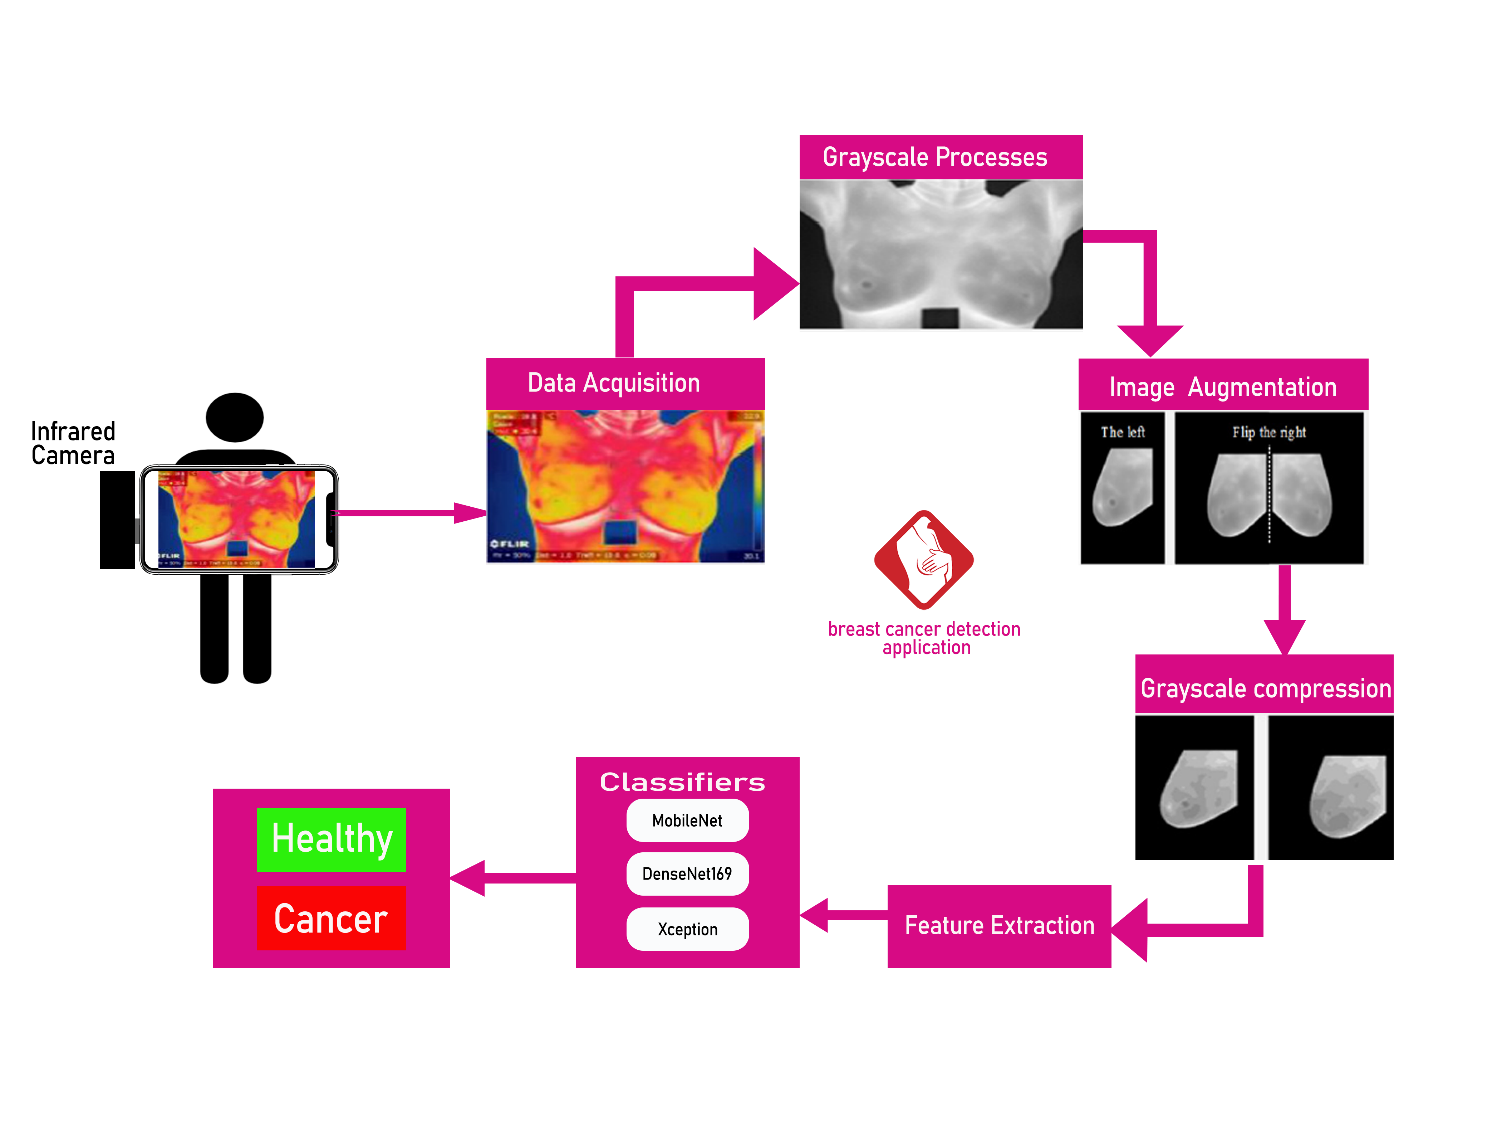 Grayscale Processes
Data Acquisition
Image Augmentation
Infrared
Camera
The left
Flip the right
FLIR
breast cancer detection
application
Grayscale compression
Classifiers
MobileNet
DenseNet169
Xception
Healthy
Cancer
Feature Extraction